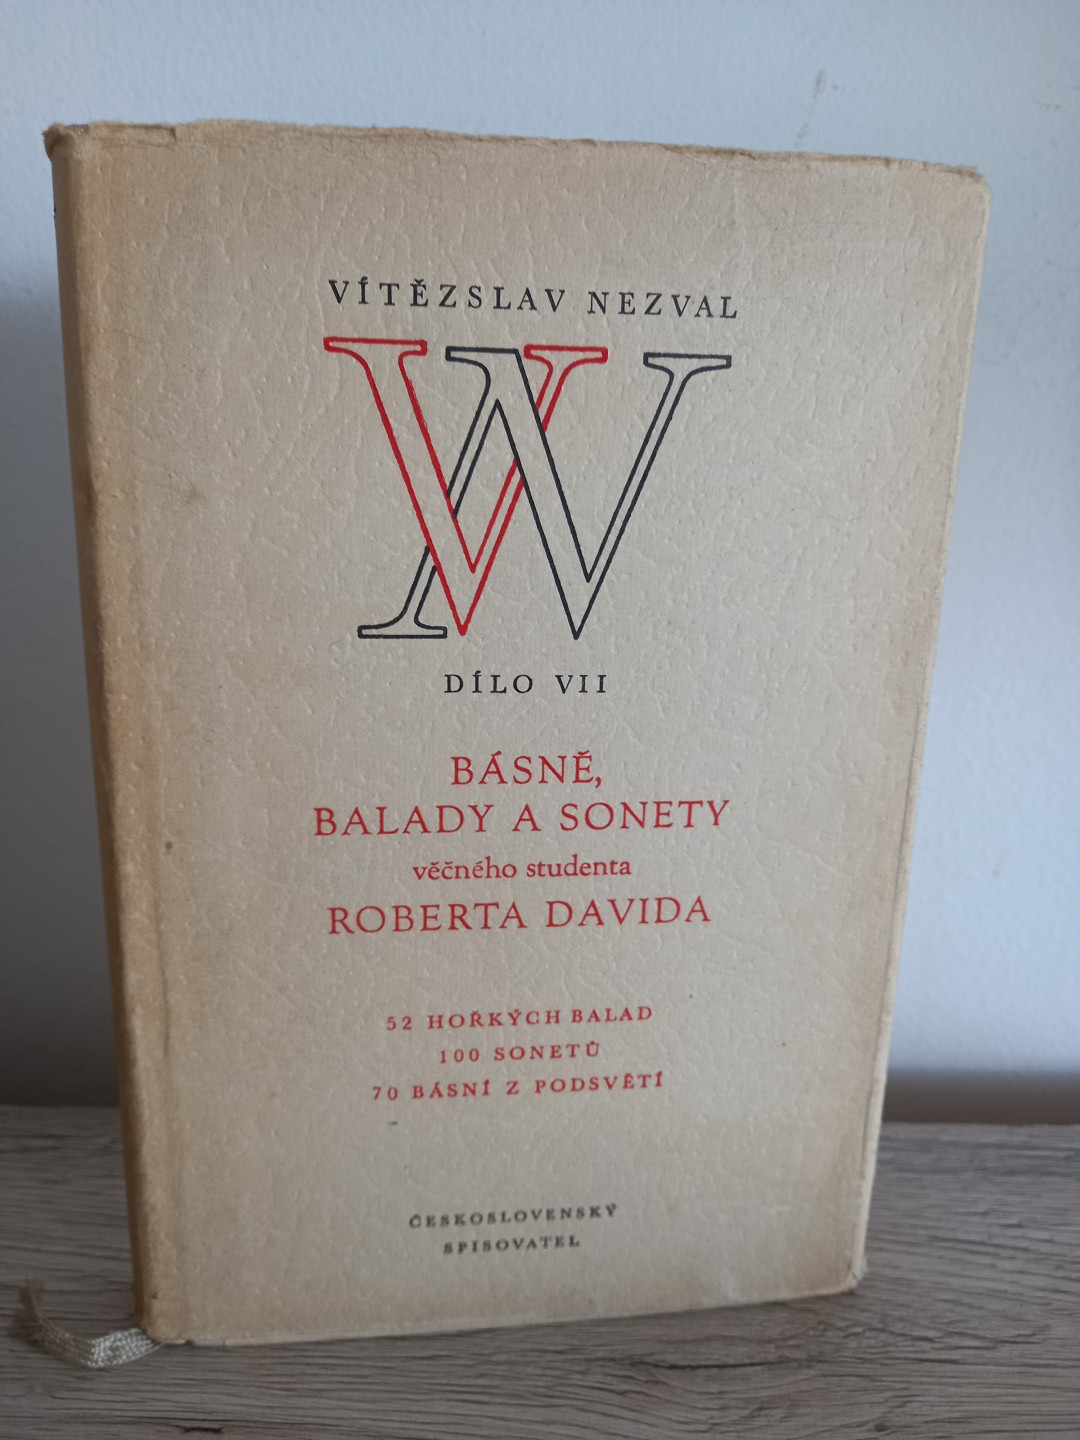 VÍTĚZSLAV NEZVAL
VN
DÍLO VII
BÁSNĚ,
BALADY A SONETY
věčného studenta
ROBERTA DAVIDA
52 HOŘKÝCH BALAD
100 SONETŮ
70 BÁSNÍ Z PODSVĚTÍ
ČESKOSLOVENSKÝ
SPISOVATEL